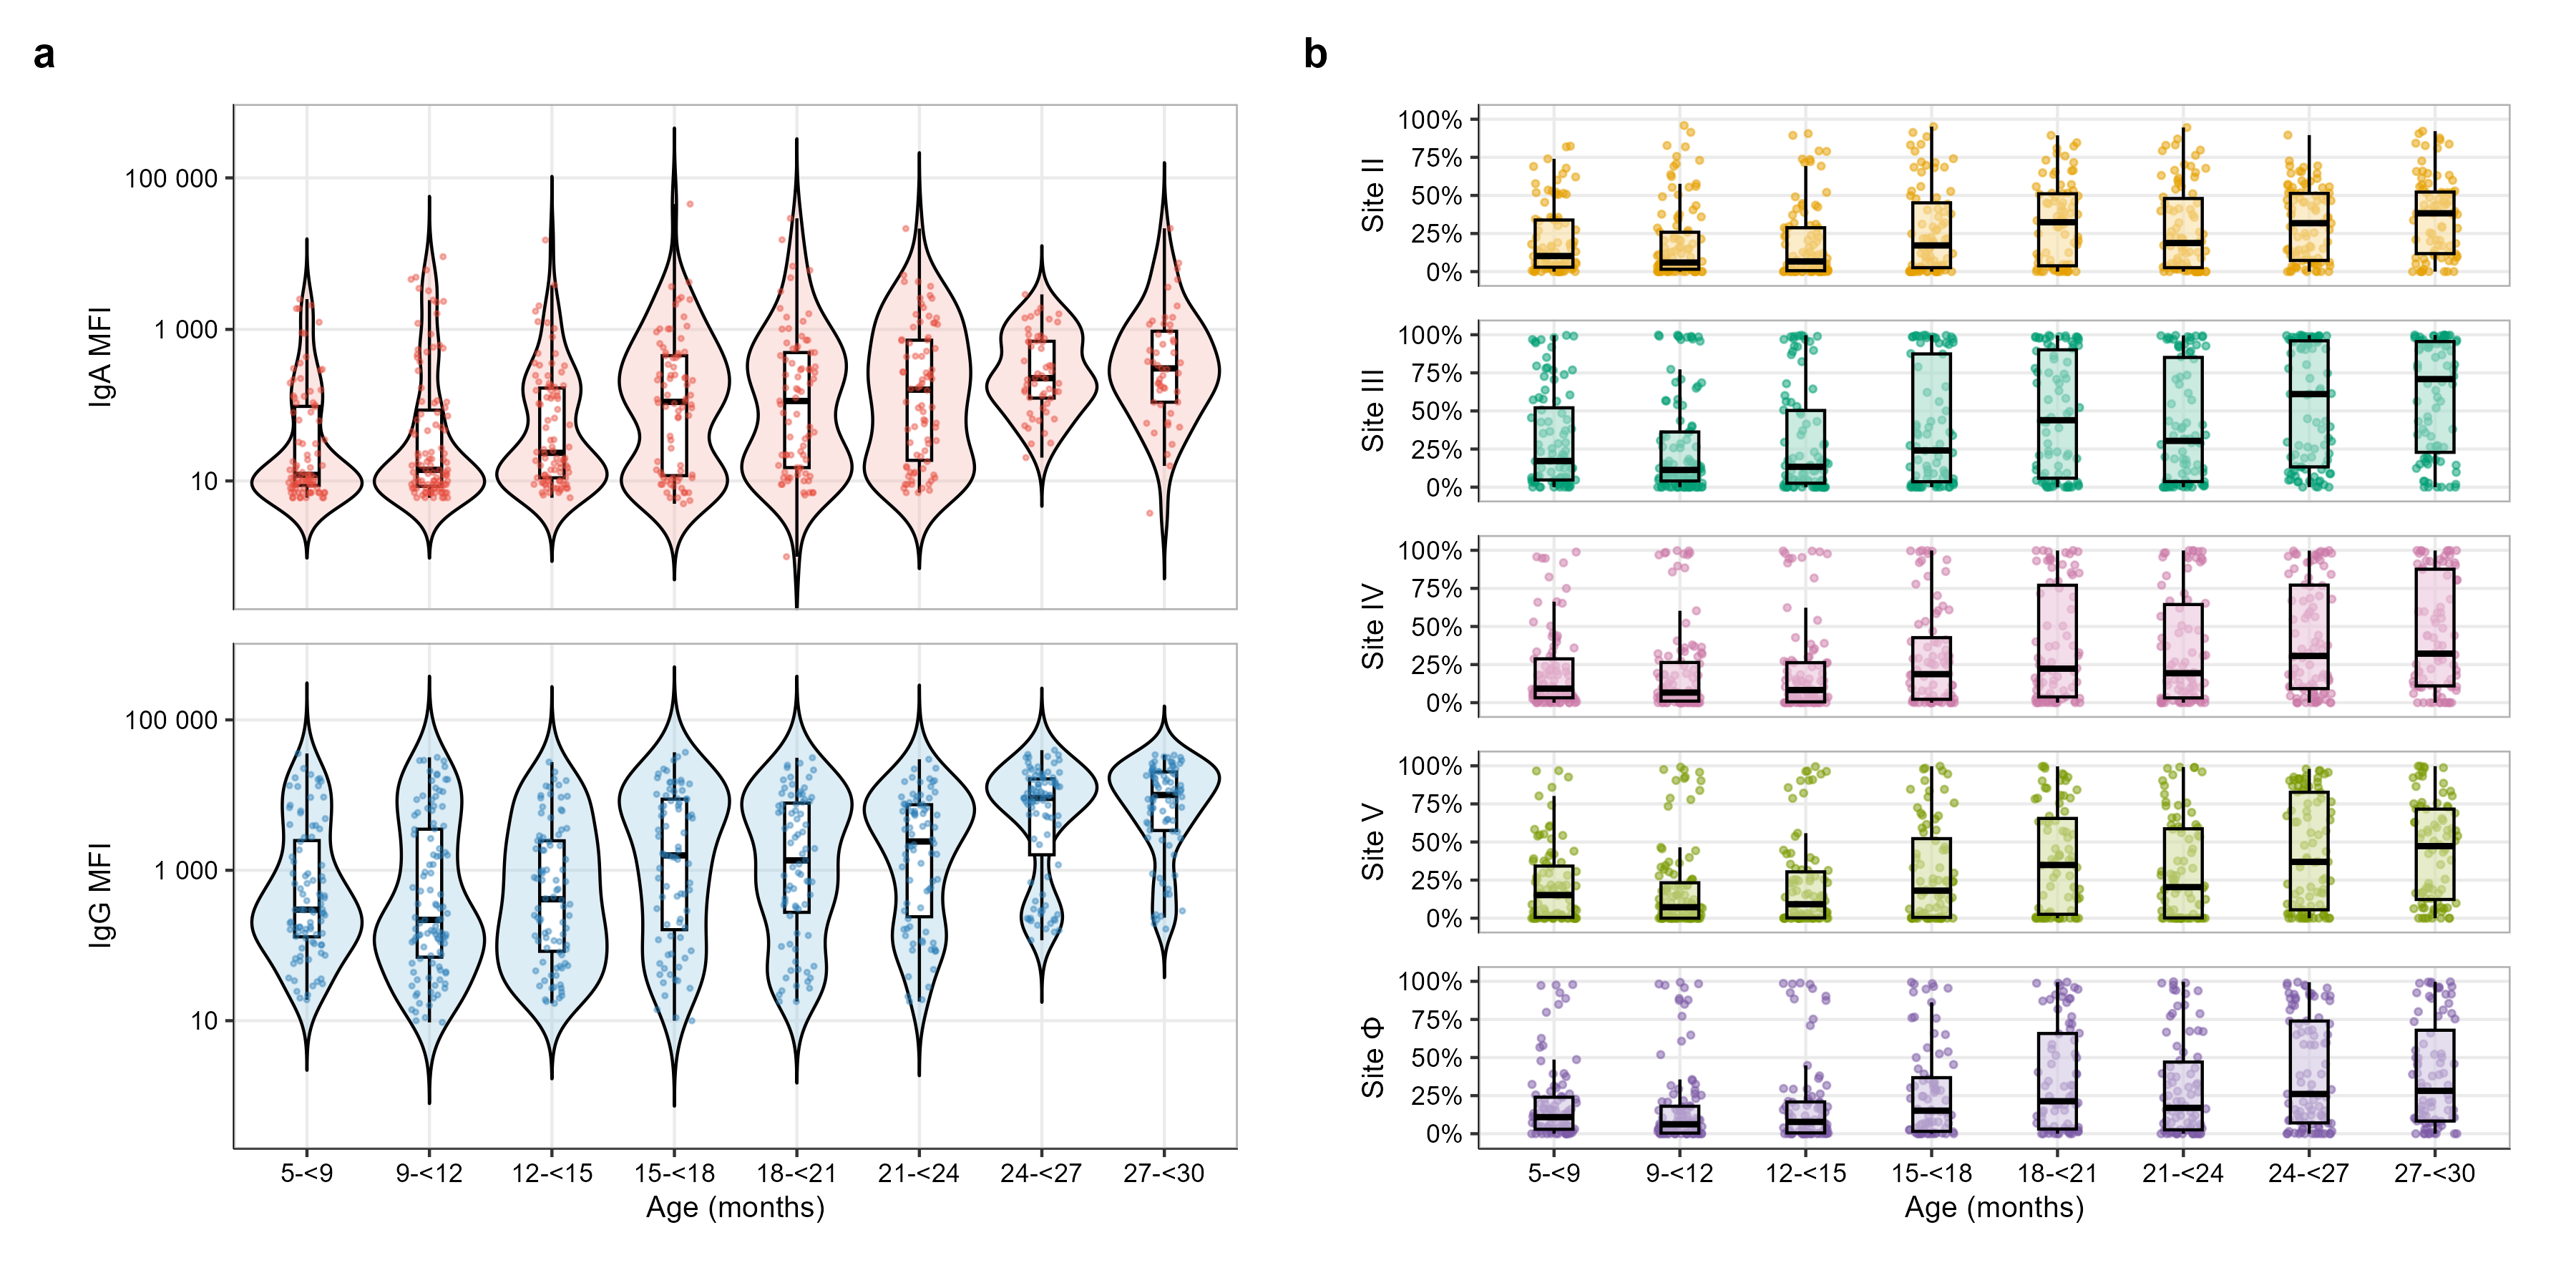 a
IgA MFI
100 000
1 000
10
IgG MFI
100 000
1 000
10
5-<9 9-<12 12-<15 15-<18 18-<21 21-<24 24-<27 27-<30
Age (months)
b
Site II
100%
75%
50%
25%
0%
Site III
100%
75%
50%
25%
0%
Site IV
100%
75%
50%
25%
0%
Site V
100%
75%
50%
25%
0%
Site Φ
100%
75%
50%
25%
0%
5-<9 9-<12 12-<15 15-<18 18-<21 21-<24 24-<27 27-<30
Age (months)